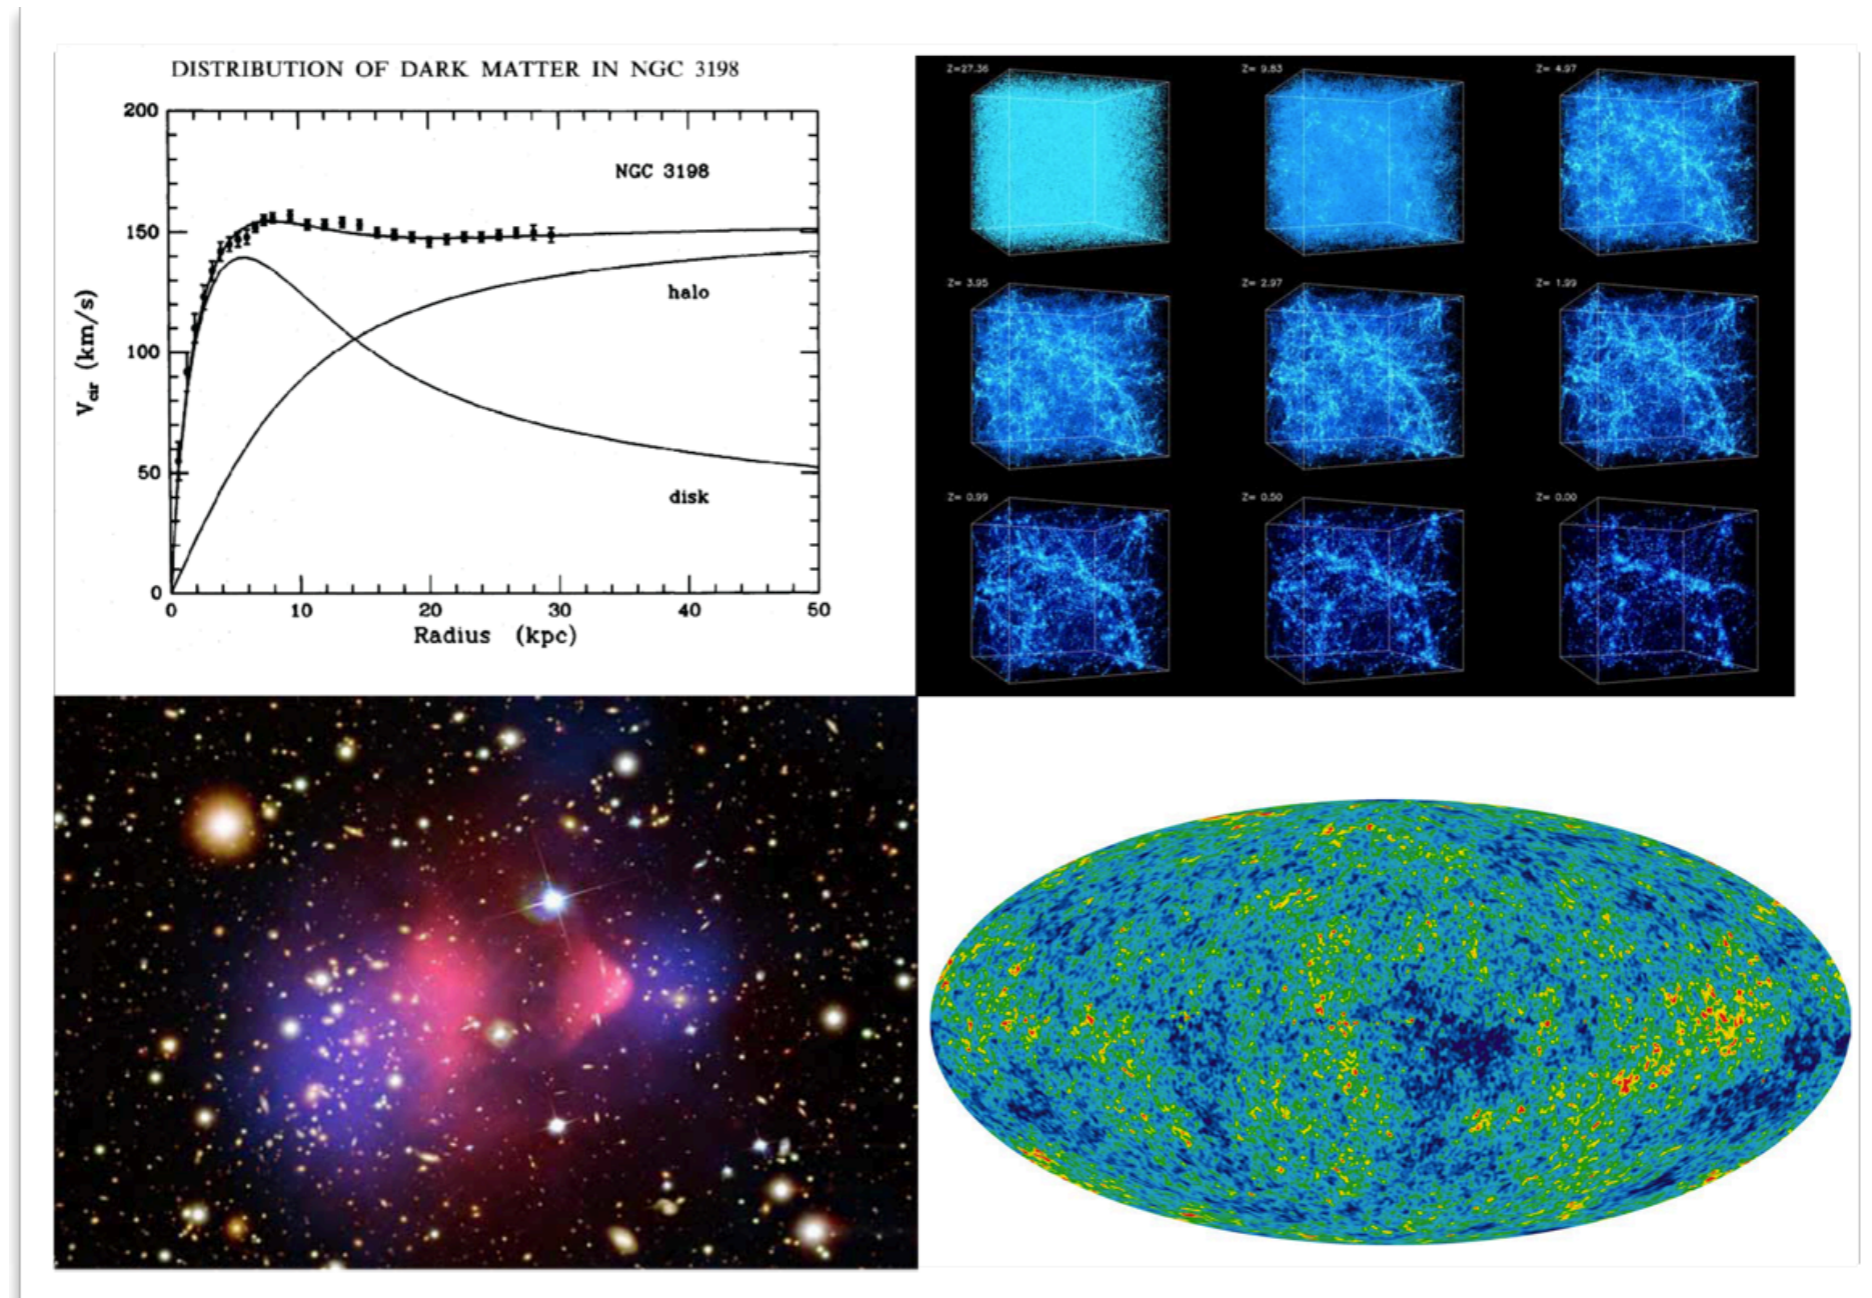 DISTRIBUTION OF DARK MATTER IN NGC 3198
200
150
100
50
0
V_cir (km/s)
NGC 3198
halo
disk
0 10 20 30 40 50
Radius (kpc)
Z=27.36 Z= 9.83 Z= 4.97
Z= 3.95 Z= 2.97 Z= 1.99
Z= 0.99 Z= 0.50 Z= 0.00